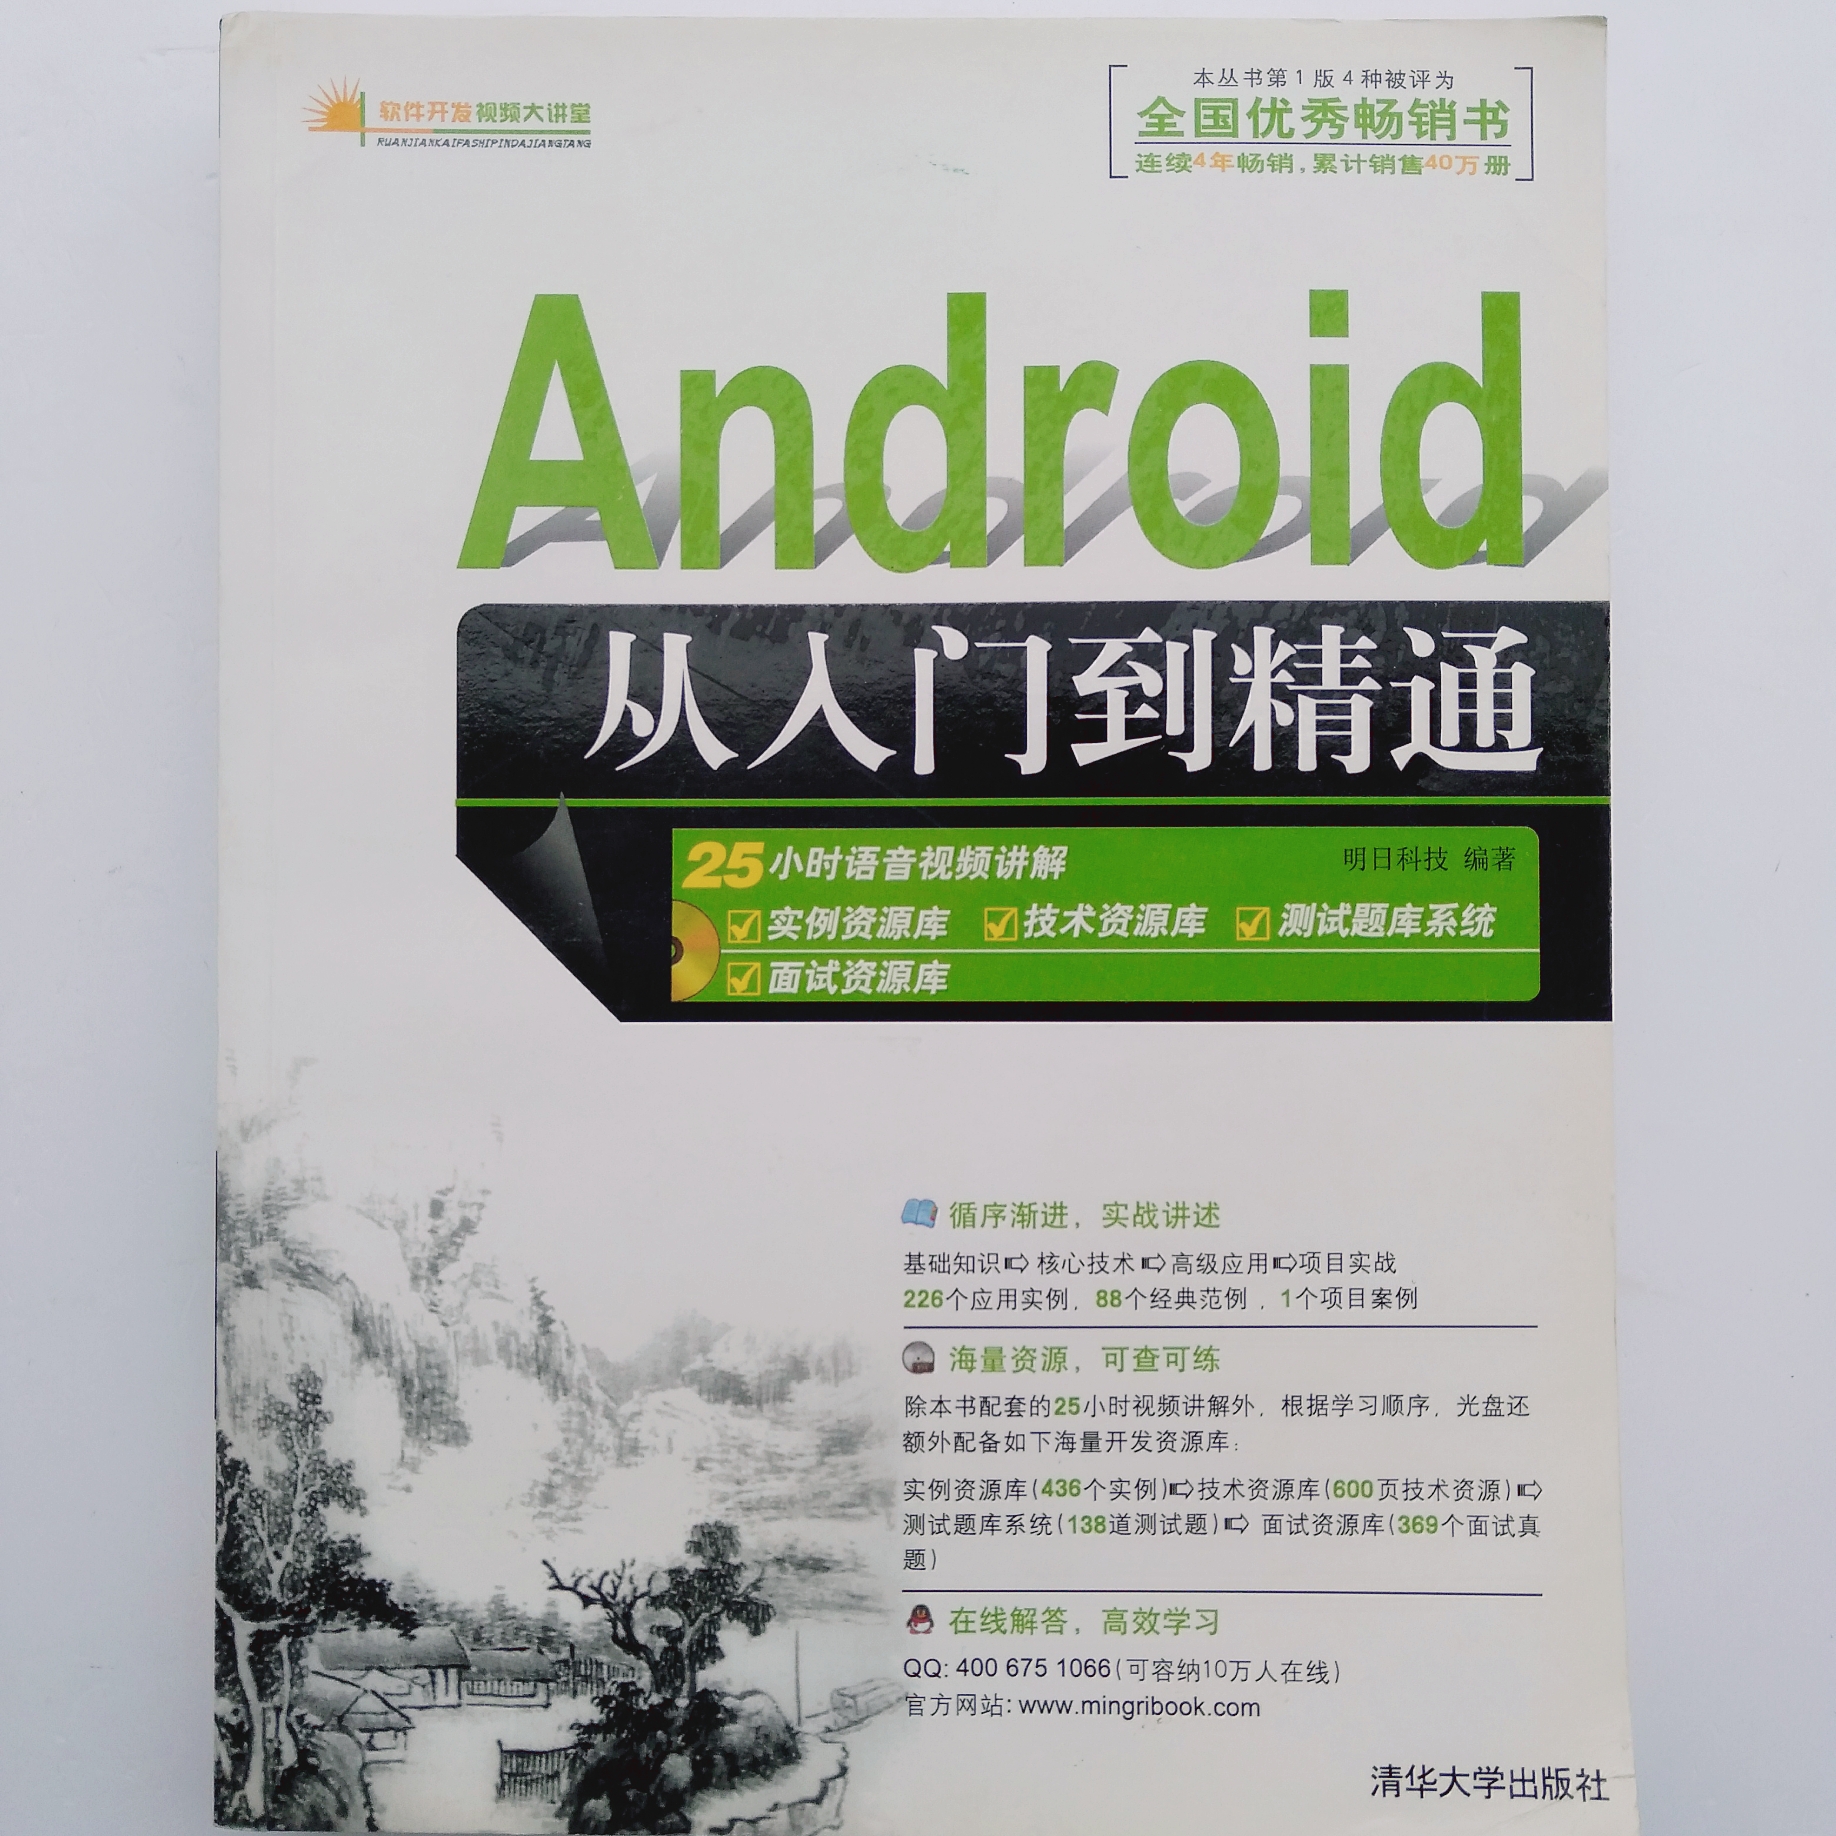 软件开发视频大讲堂
RUANJIANKAIFASHIPINDAJIANGTANG
本丛书第1版4种被评为
全国优秀畅销书
连续4年畅销,累计销售40万册
Android
从入门到精通
25小时语音视频讲解
明日科技 编著
实例资源库 技术资源库 测试题库系统
面试资源库
循序渐进，实战讲述
基础知识⇨核心技术⇨高级应用⇨项目实战
226个应用实例，88个经典范例，1个项目案例
海量资源，可查可练
除本书配套的25小时视频讲解外，根据学习顺序，光盘还
额外配备如下海量开发资源库：
实例资源库(436个实例)⇨技术资源库(600页技术资源)⇨
测试题库系统(138道测试题)⇨ 面试资源库(369个面试真
题)
在线解答，高效学习
QQ: 400 675 1066(可容纳10万人在线)
官方网站: www.mingribook.com
清华大学出版社